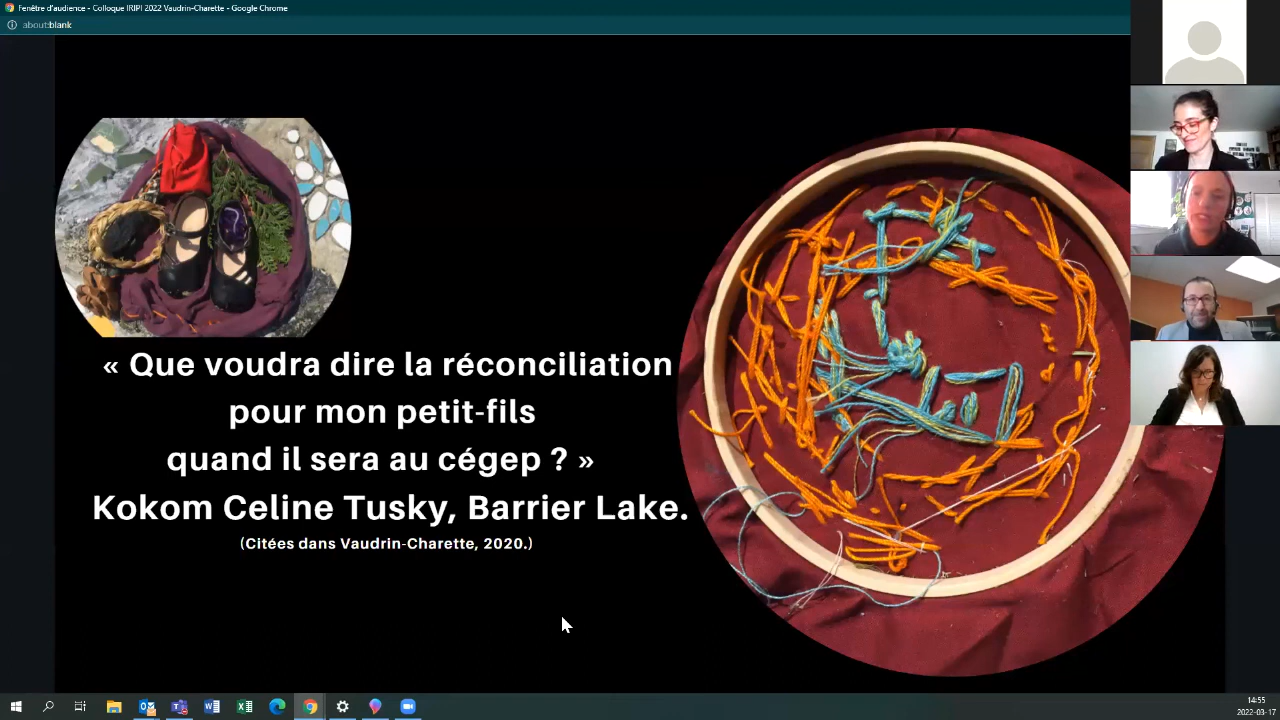 Fenêtre d'audience - Colloque IRIPI 2022 Vaudrin-Charette - Google Chrome
about:blank
« Que voudra dire la réconciliation
pour mon petit-fils
quand il sera au cégep ? »
Kokom Celine Tusky, Barrier Lake.
(Citées dans Vaudrin-Charette, 2020.)
14:55
2022-03-17